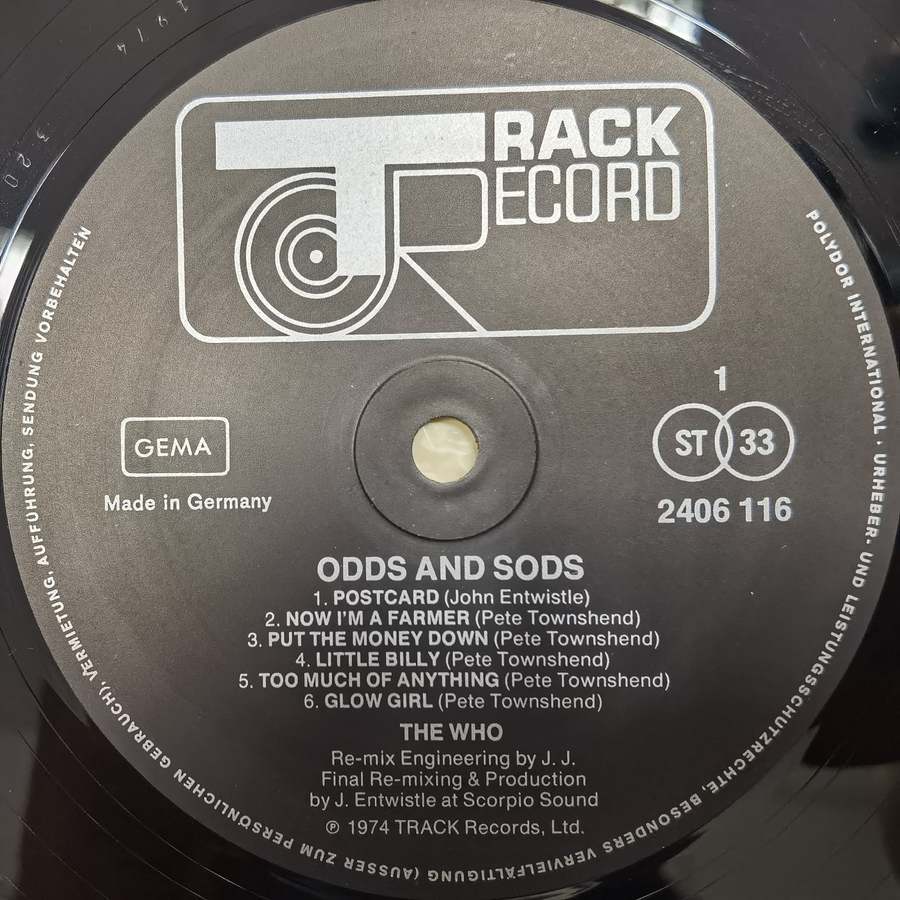 TRACK
RECORD
POLYDOR INTERNATIONAL · URHEBER- UND LEISTUNGSSCHUTZRECHTE, BESONDERS VERVIELFÄLTIGUNG (AUSSER ZUM PERSÖNLICHEN GEBRAUCH), VERMIETUNG, AUFFÜHRUNG, SENDUNG VORBEHALTEN
1
GEMA
ST 33
Made in Germany
2406 116
ODDS AND SODS
1. POSTCARD (John Entwistle)
2. NOW I'M A FARMER (Pete Townshend)
3. PUT THE MONEY DOWN (Pete Townshend)
4. LITTLE BILLY (Pete Townshend)
5. TOO MUCH OF ANYTHING (Pete Townshend)
6. GLOW GIRL (Pete Townshend)
THE WHO
Re-mix Engineering by J. J.
Final Re-mixing & Production
by J. Entwistle at Scorpio Sound
℗ 1974 TRACK Records, Ltd.
1974
320